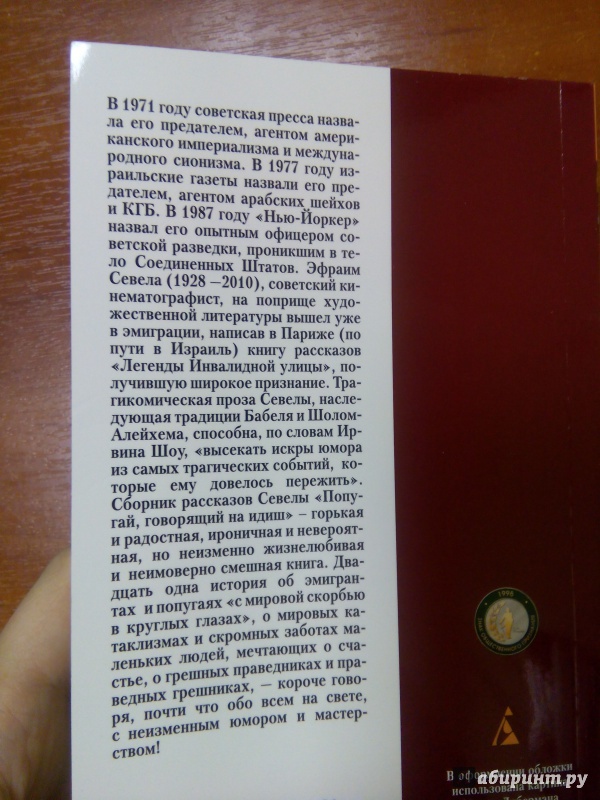 В 1971 году советская пресса назва-
ла его предателем, агентом амери-
канского империализма и междуна-
родного сионизма. В 1977 году из-
раильские газеты назвали его пре-
дателем, агентом арабских шейхов
и КГБ. В 1987 году «Нью-Йоркер»
назвал его опытным офицером со-
ветской разведки, проникшим в те-
ло Соединенных Штатов. Эфраим
Севела (1928 —2010), советский ки-
нематографист, на поприще худо-
жественной литературы вышел уже
в эмиграции, написав в Париже (по
пути в Израиль) книгу рассказов
«Легенды Инвалидной улицы», по-
лучившую широкое признание. Тра-
гикомическая проза Севелы, насле-
дующая традиции Бабеля и Шолом-
Алейхема, способна, по словам Ир-
вина Шоу, «высекать искры юмора
из самых трагических событий, ко-
торые ему довелось пережить».
Сборник рассказов Севелы «Попу-
гай, говорящий на идиш» – горькая
и радостная, ироничная и невероят-
ная, но неизменно жизнелюбивая
и неимоверно смешная книга. Два-
дцать одна история об эмигран-
тах и попугаях «с мировой скорбью
в круглых глазах», о мировых ка-
таклизмах и скромных заботах ма-
леньких людей, мечтающих о сча-
стье, о грешных праведниках и пра-
ведных грешниках, — короче гово-
ря, почти что обо всем на свете,
с неизменным юмором и мастер-
ством!
1998
В оформлении обложки
использована картина
лабиринт.ру